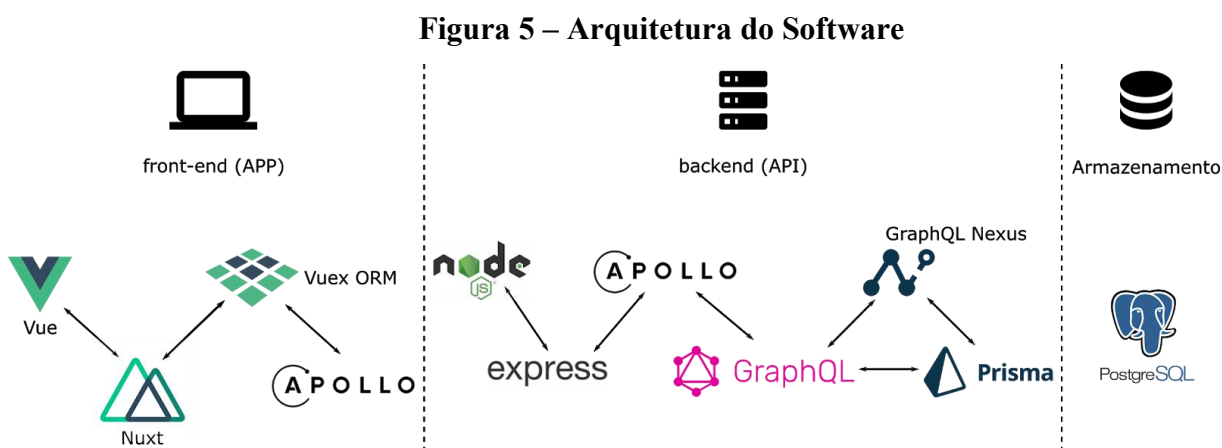 Figura 5 – Arquitetura do Software
front-end (APP)
backend (API)
Armazenamento
Vue
Vuex ORM
Nuxt
APOLLO
node
JS
express
APOLLO
GraphQL
GraphQL Nexus
Prisma
PostgreSQL